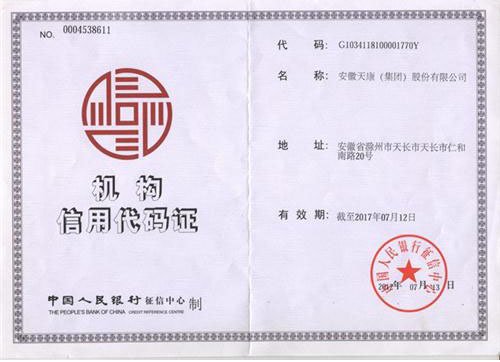 NO. 0004538611
机构
信用代码证
中国人民银行征信中心 制
THE PEOPLE'S BANK OF CHINA CREDIT REFERENCE CENTRE
代 码: G1034118100001770Y
名 称: 安徽天康(集团)股份有限公司
地 址: 安徽省滁州市天长市天长市仁和
南路20号
有 效 期: 截至2017年07月12日
中国人民银行征信中心
年 07月13日